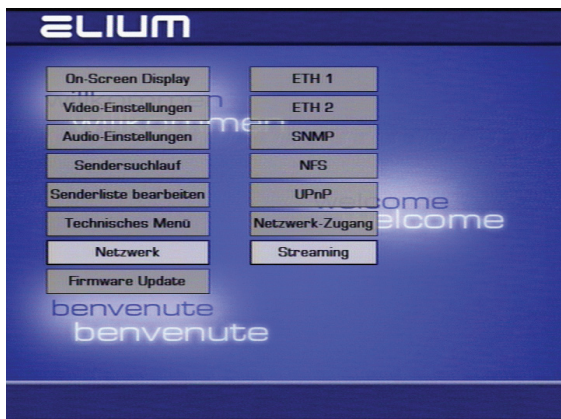 ELIUM
On-Screen Display
ETH 1
Video-Einstellungen
ETH 2
Audio-Einstellungen
SNMP
Sendersuchlauf
NFS
Senderliste bearbeiten
UPnP
Technisches Menü
Netzwerk-Zugang
Netzwerk
Streaming
Firmware Update
welcome
welcome
benvenute
benvenute